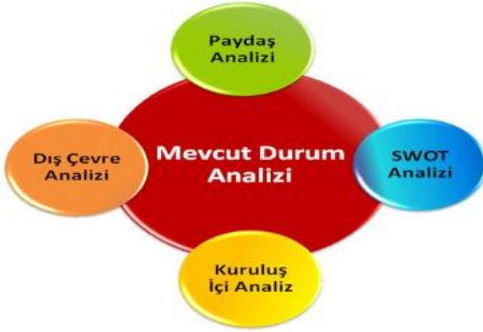 Paydaş
Analizi
Dış Çevre
Analizi
Mevcut Durum
Analizi
SWOT
Analizi
Kuruluş
İçi Analiz